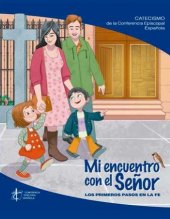 CATECISMO
de la Conferencia Episcopal
Española
Mi encuentro
con el Señor
LOS PRIMEROS PASOS EN LA FE